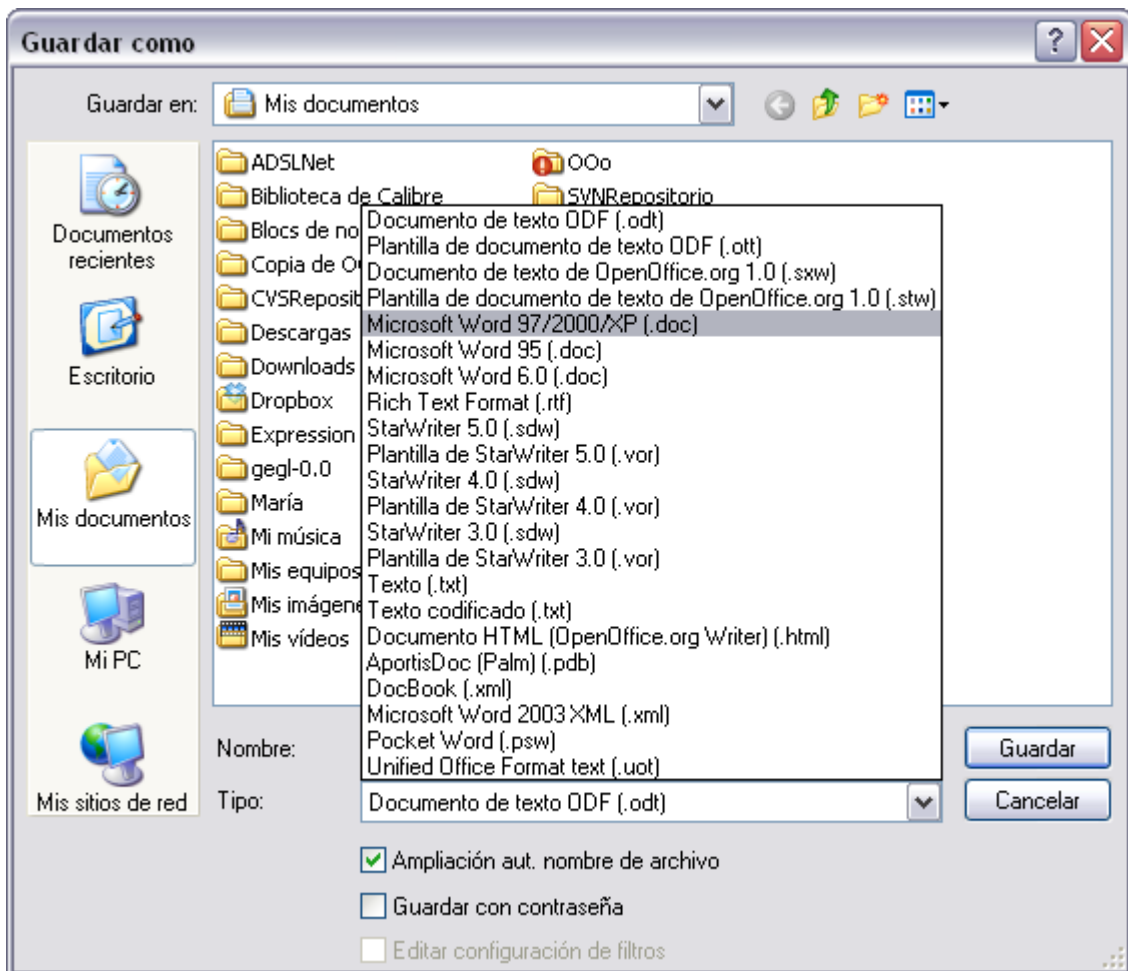 Guardar como
Guardar en:
Mis documentos
Documentos
recientes
Escritorio
Mis documentos
Mi PC
Mis sitios de red
ADSLNet
Biblioteca de Calibre
Blocs de no
Copia de O
CVSReposit
Descargas
Downloads
Dropbox
Expression
gegl-0.0
María
Mi música
Mis equipos
Mis imágene
Mis vídeos
OOo
SVNRepositorio
Documento de texto ODF (.odt)
Plantilla de documento de texto ODF (.ott)
Documento de texto de OpenOffice.org 1.0 (.sxw)
Plantilla de documento de texto de OpenOffice.org 1.0 (.stw)
Microsoft Word 97/2000/XP (.doc)
Microsoft Word 95 (.doc)
Microsoft Word 6.0 (.doc)
Rich Text Format (.rtf)
StarWriter 5.0 (.sdw)
Plantilla de StarWriter 5.0 (.vor)
StarWriter 4.0 (.sdw)
Plantilla de StarWriter 4.0 (.vor)
StarWriter 3.0 (.sdw)
Plantilla de StarWriter 3.0 (.vor)
Texto (.txt)
Texto codificado (.txt)
Documento HTML (OpenOffice.org Writer) (.html)
AportisDoc (Palm) (.pdb)
DocBook (.xml)
Microsoft Word 2003 XML (.xml)
Pocket Word (.psw)
Unified Office Format text (.uot)
Nombre:
Guardar
Tipo:
Documento de texto ODF (.odt)
Cancelar
Ampliación aut. nombre de archivo
Guardar con contraseña
Editar configuración de filtros